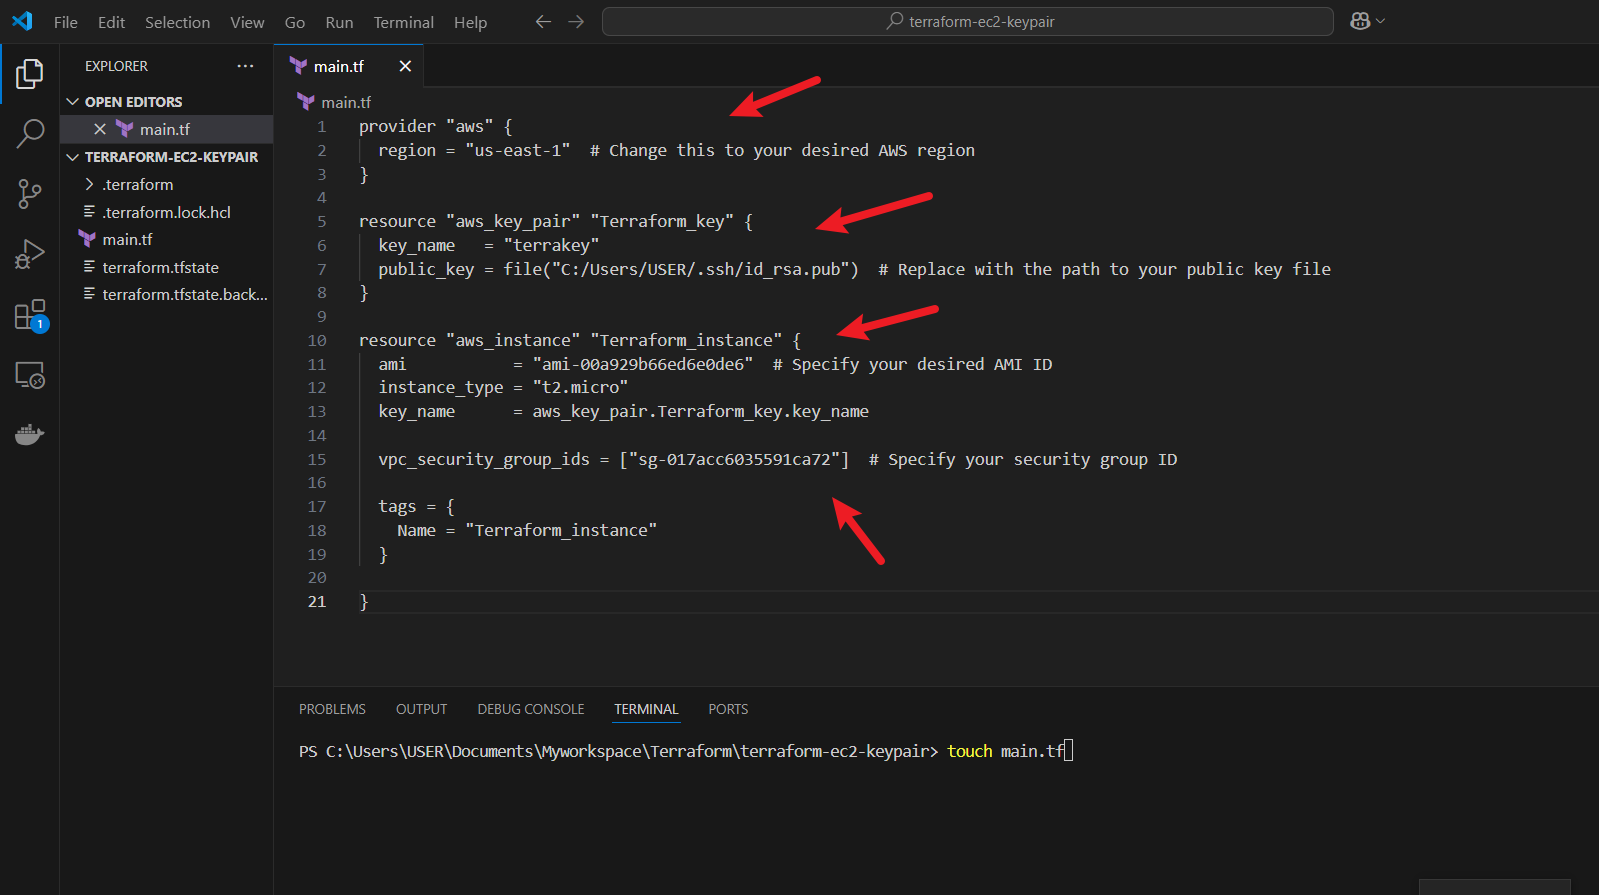 File Edit Selection View Go Run Terminal Help
terraform-ec2-keypair
EXPLORER
OPEN EDITORS
main.tf
TERRAFORM-EC2-KEYPAIR
.terraform
.terraform.lock.hcl
main.tf
terraform.tfstate
terraform.tfstate.back...
1
main.tf
main.tf
1 provider "aws" {
2   region = "us-east-1"  # Change this to your desired AWS region
3 }
4
5 resource "aws_key_pair" "Terraform_key" {
6   key_name   = "terrakey"
7   public_key = file("C:/Users/USER/.ssh/id_rsa.pub")  # Replace with the path to your public key file
8 }
9
10 resource "aws_instance" "Terraform_instance" {
11   ami           = "ami-00a929b66ed6e0de6"  # Specify your desired AMI ID
12   instance_type = "t2.micro"
13   key_name      = aws_key_pair.Terraform_key.key_name
14
15   vpc_security_group_ids = ["sg-017acc6035591ca72"]  # Specify your security group ID
16
17   tags = {
18     Name = "Terraform_instance"
19   }
20
21 }
PROBLEMS OUTPUT DEBUG CONSOLE TERMINAL PORTS
PS C:\Users\USER\Documents\Myworkspace\Terraform\terraform-ec2-keypair> touch main.tf